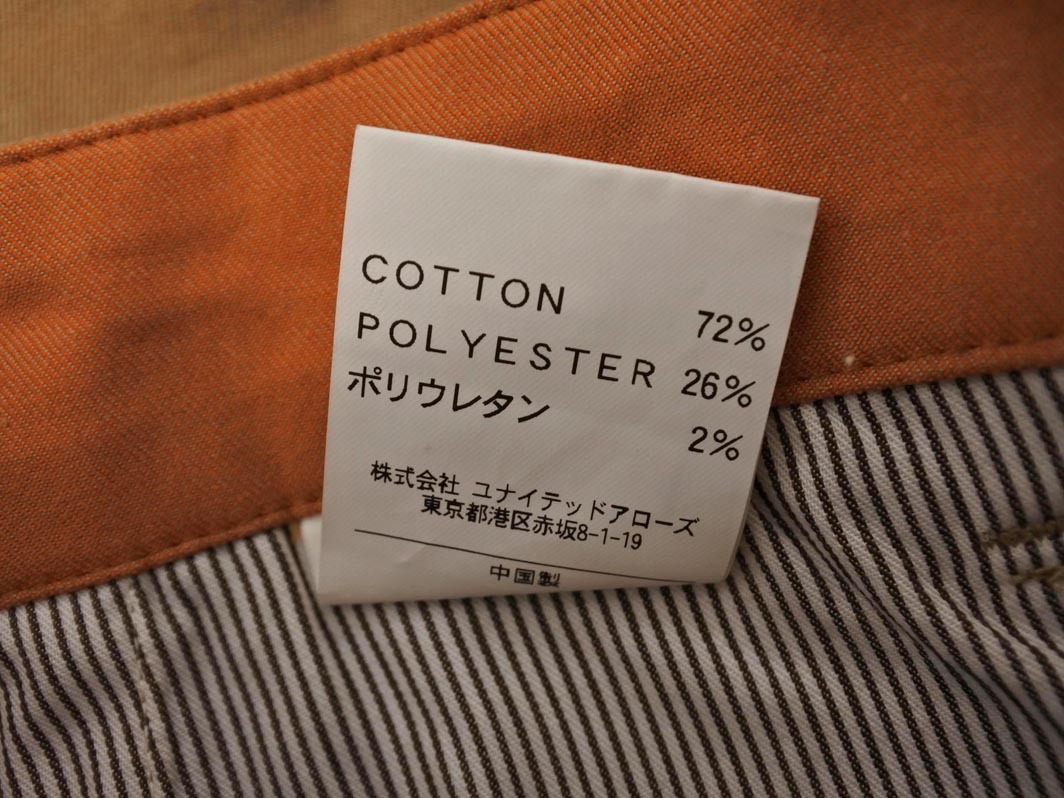 COTTON 72%
POLYESTER 26%
ポリウレタン 2%
株式会社 ユナイテッドアローズ
東京都港区赤坂8-1-19
中国製